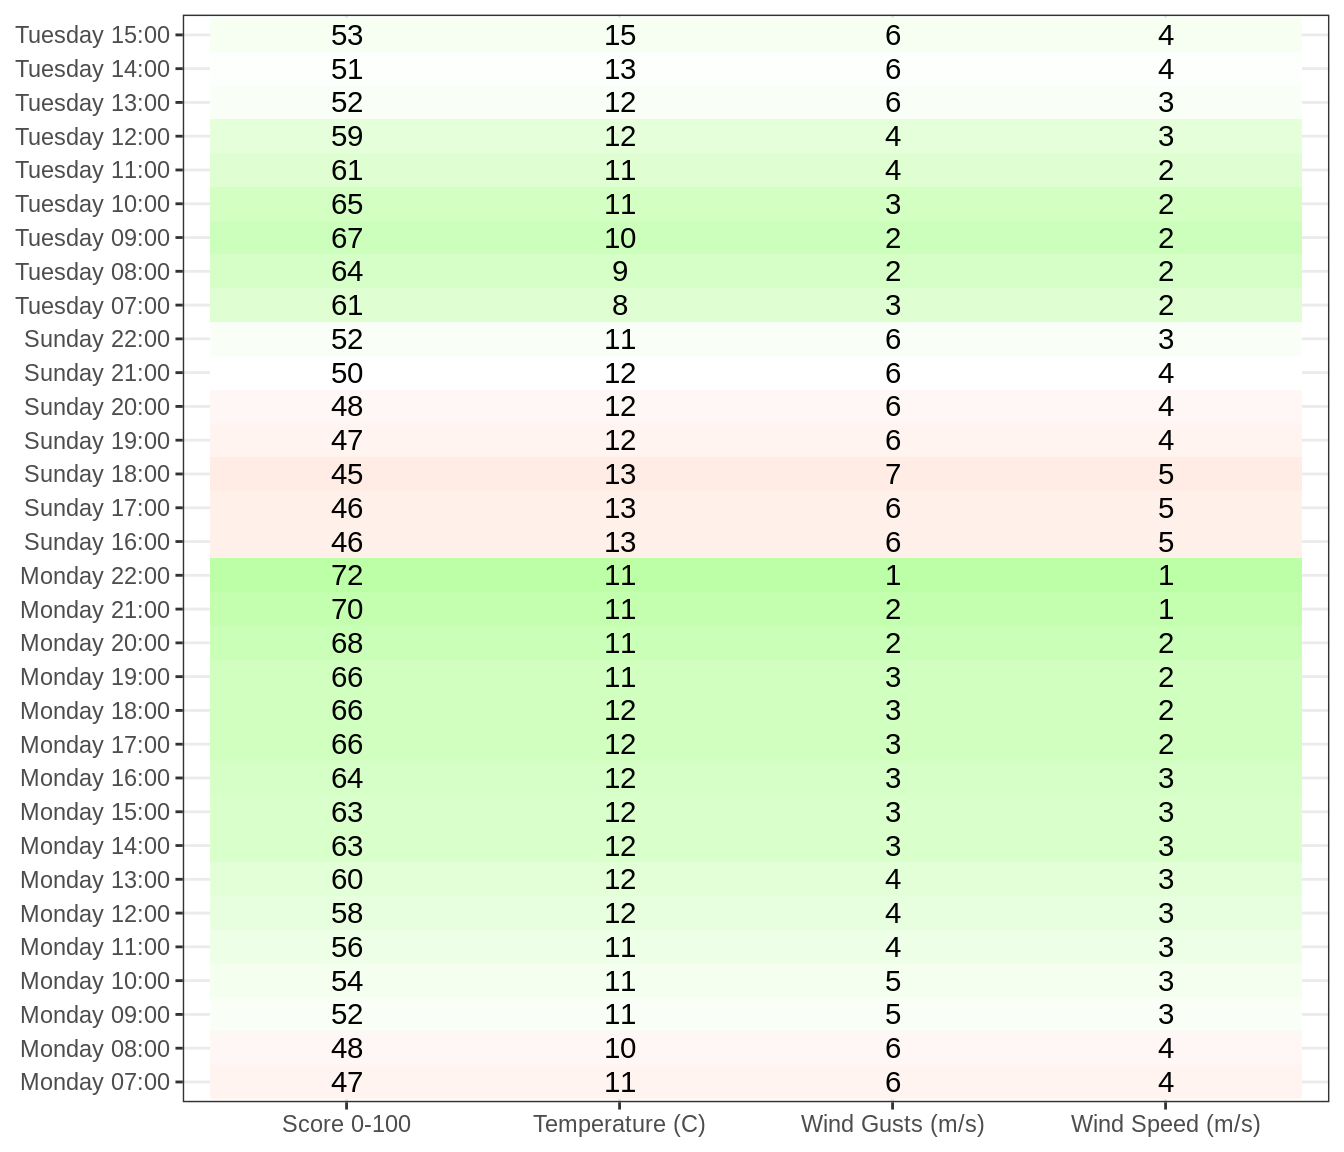 Tuesday 15:00 53 15 6 4
Tuesday 14:00 51 13 6 4
Tuesday 13:00 52 12 6 3
Tuesday 12:00 59 12 4 3
Tuesday 11:00 61 11 4 2
Tuesday 10:00 65 11 3 2
Tuesday 09:00 67 10 2 2
Tuesday 08:00 64 9 2 2
Tuesday 07:00 61 8 3 2
Sunday 22:00 52 11 6 3
Sunday 21:00 50 12 6 4
Sunday 20:00 48 12 6 4
Sunday 19:00 47 12 6 4
Sunday 18:00 45 13 7 5
Sunday 17:00 46 13 6 5
Sunday 16:00 46 13 6 5
Monday 22:00 72 11 1 1
Monday 21:00 70 11 2 1
Monday 20:00 68 11 2 2
Monday 19:00 66 11 3 2
Monday 18:00 66 12 3 2
Monday 17:00 66 12 3 2
Monday 16:00 64 12 3 3
Monday 15:00 63 12 3 3
Monday 14:00 63 12 3 3
Monday 13:00 60 12 4 3
Monday 12:00 58 12 4 3
Monday 11:00 56 11 4 3
Monday 10:00 54 11 5 3
Monday 09:00 52 11 5 3
Monday 08:00 48 10 6 4
Monday 07:00 47 11 6 4
Score 0-100 Temperature (C) Wind Gusts (m/s) Wind Speed (m/s)